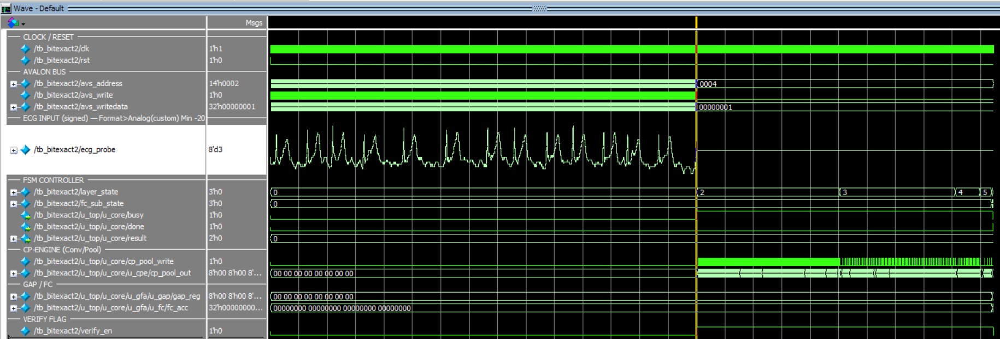 Wave - Default
Msgs
CLOCK / RESET
/tb_bitexact2/clk 1'h1
/tb_bitexact2/rst 1'h0
AVALON BUS
/tb_bitexact2/avs_address 14'h0002 0004
/tb_bitexact2/avs_write 1'h0
/tb_bitexact2/avs_writedata 32'h00000001 00000001
ECG INPUT (signed) — Format>Analog(custom) Min -20
/tb_bitexact2/ecg_probe 8'd3
FSM CONTROLLER
/tb_bitexact2/layer_state 3'h0 0 2 3 4 5
/tb_bitexact2/fc_sub_state 3'h0 0
/tb_bitexact2/u_top/u_core/busy 1'h0
/tb_bitexact2/u_top/u_core/done 1'h0
/tb_bitexact2/u_top/u_core/result 2'h0 0
CP-ENGINE (Conv/Pool)
/tb_bitexact2/u_top/u_core/cp_pool_write 1'h0
/tb_bitexact2/u_top/u_core/u_cpe/cp_pool_out 8'h00 8'h00 8'... 00 00 00 00 00 00 00 00
GAP / FC
/tb_bitexact2/u_top/u_core/u_gfa/u_gap/gap_reg 8'h00 8'h00 8'... 00 00 00 00 00 00 00 00
/tb_bitexact2/u_top/u_core/u_gfa/u_fc/fc_acc 32'h00000000... 00000000 00000000 00000000 00000000
VERIFY FLAG
/tb_bitexact2/verify_en 1'h0